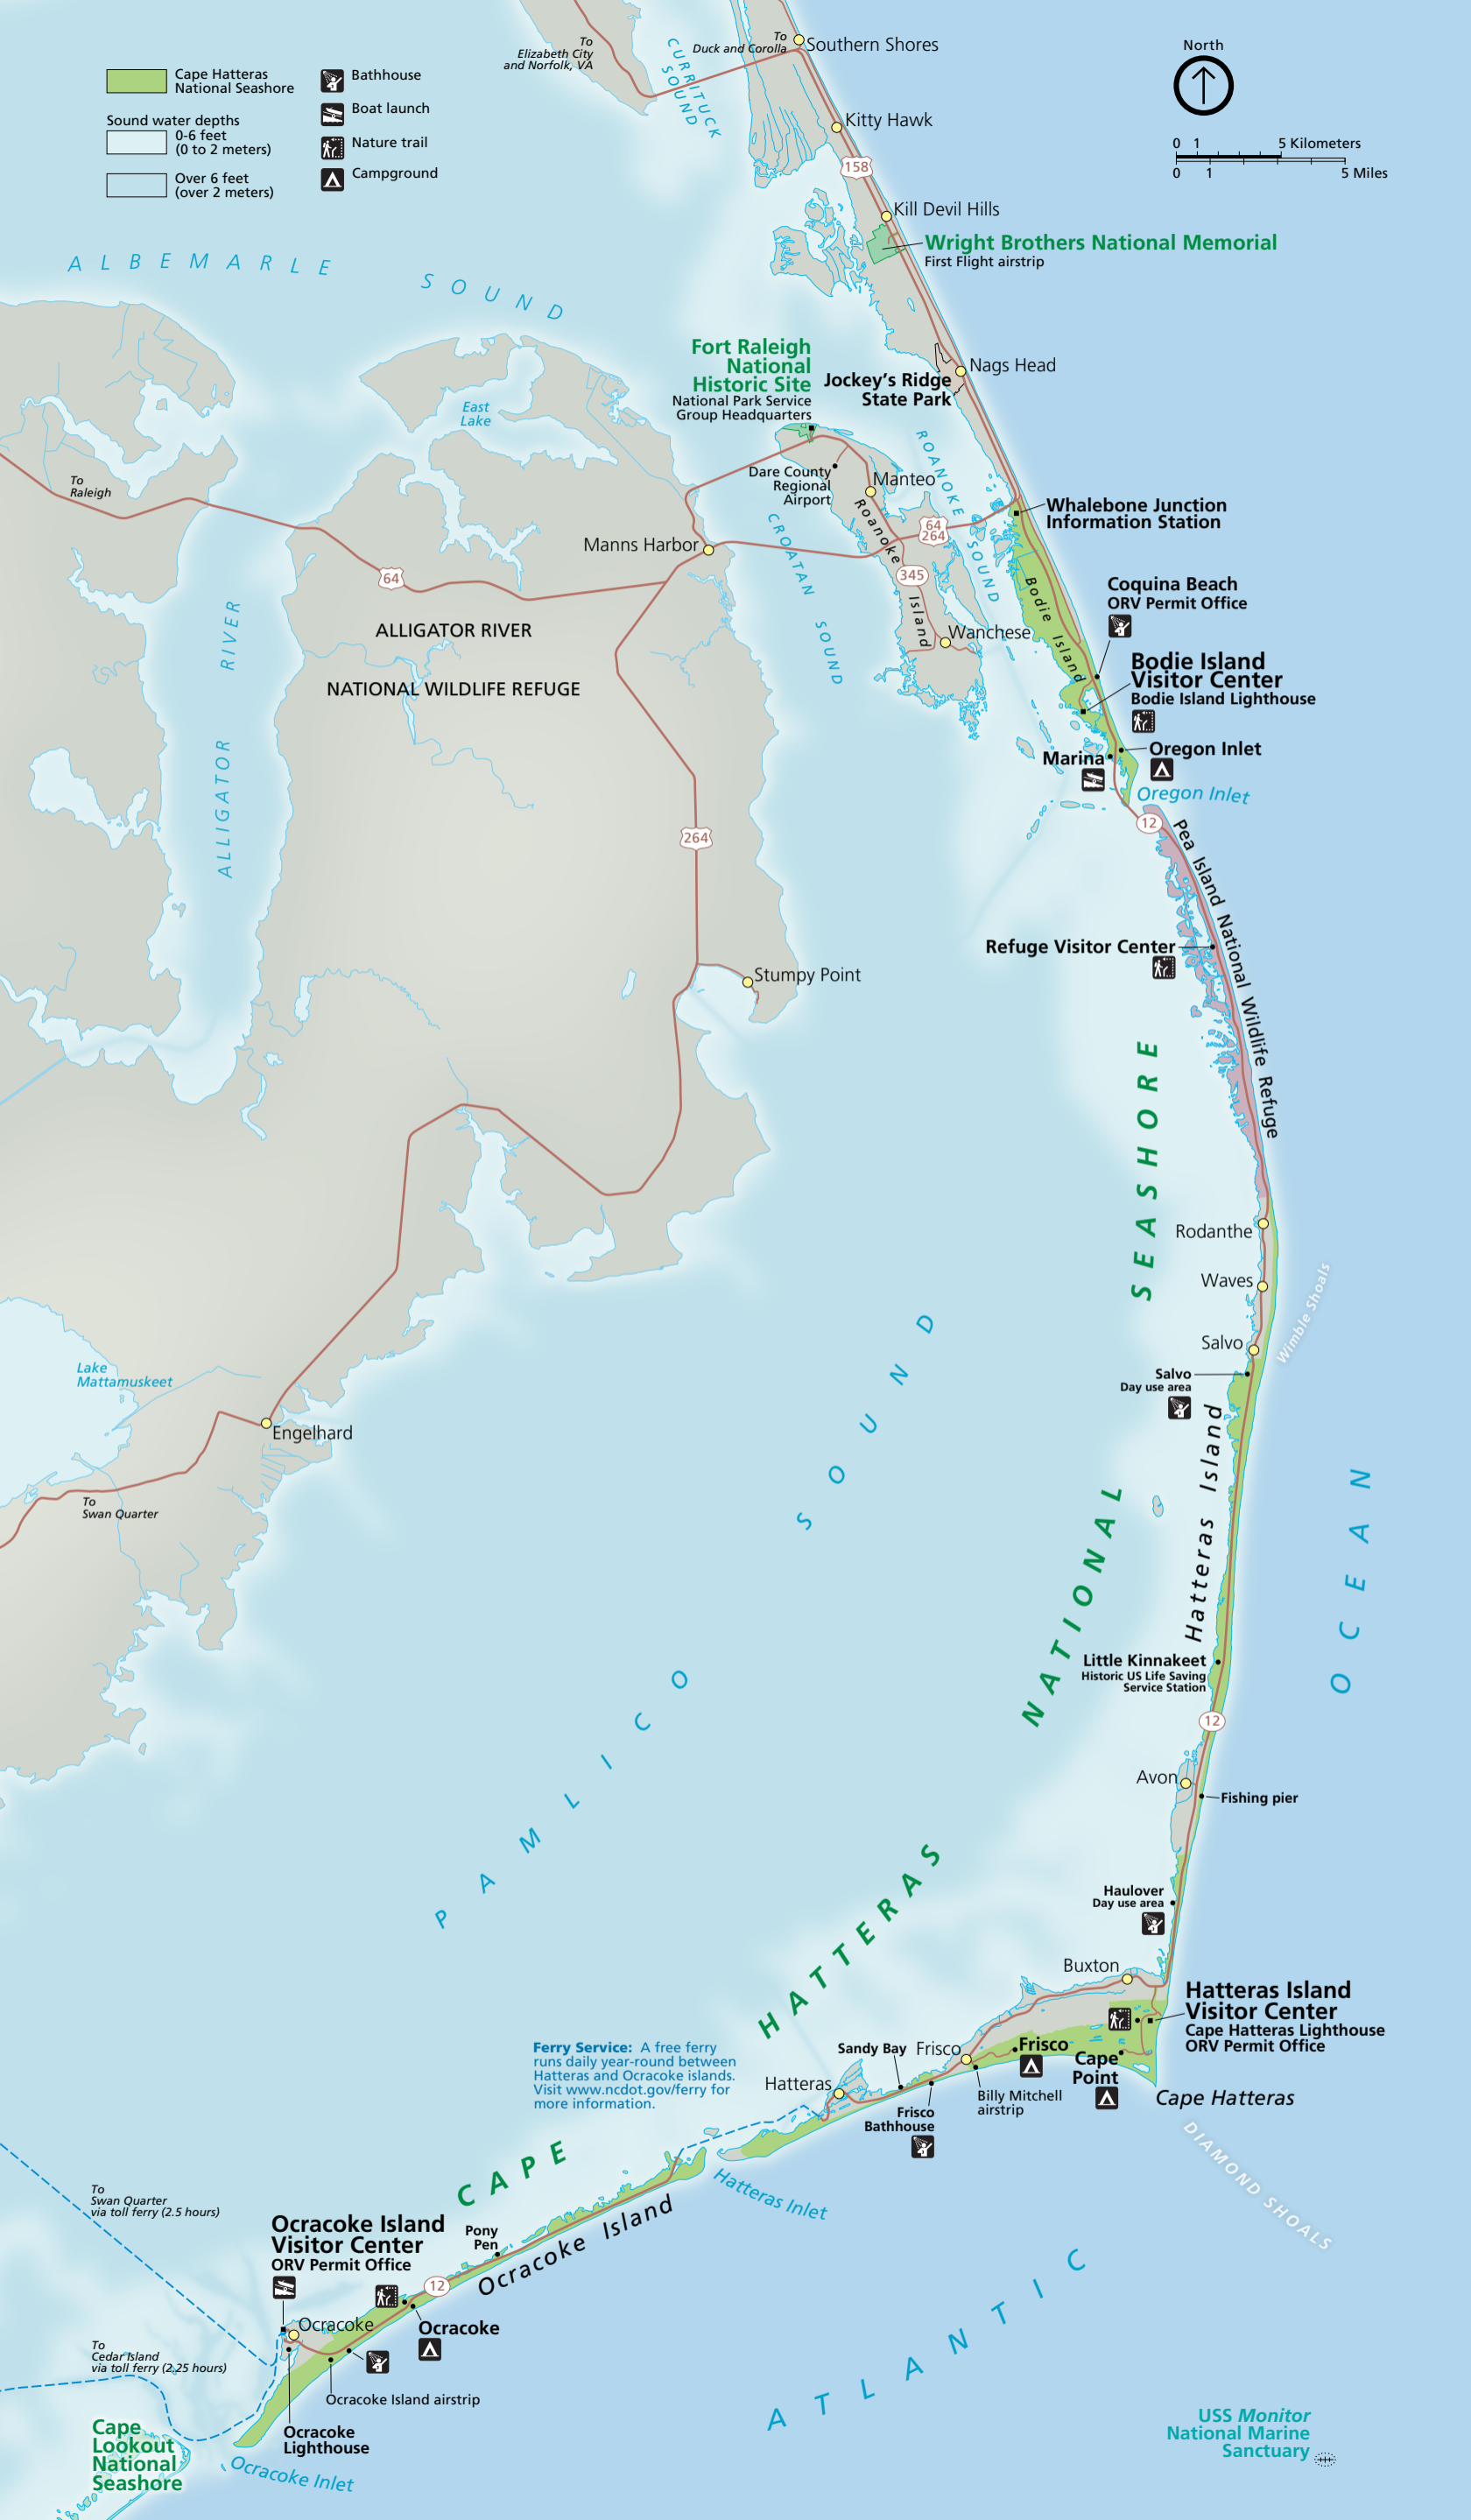 Cape Hatteras
National Seashore
Sound water depths
0-6 feet
(0 to 2 meters)
Over 6 feet
(over 2 meters)
Bathhouse
Boat launch
Nature trail
Campground
To
Elizabeth City
and Norfolk, VA
CURRITUCK
SOUND
To
Duck and Corolla
Southern Shores
North
0 1 5 Kilometers
0 1 5 Miles
Kitty Hawk
158
Kill Devil Hills
Wright Brothers National Memorial
First Flight airstrip
ALBEMARLE SOUND
Fort Raleigh
National
Historic Site
National Park Service
Group Headquarters
Jockey's Ridge
State Park
Nags Head
East
Lake
To
Raleigh
Dare County
Regional
Airport
Manteo
ROANOKE SOUND
Roanoke Island
CROATAN SOUND
64
264
Whalebone Junction
Information Station
Manns Harbor
64
345
Bodie Island
Coquina Beach
ORV Permit Office
Wanchese
ALLIGATOR RIVER
NATIONAL WILDLIFE REFUGE
ALLIGATOR RIVER
Bodie Island
Visitor Center
Bodie Island Lighthouse
Marina
Oregon Inlet
Oregon Inlet
12
264
Pea Island National Wildlife Refuge
Refuge Visitor Center
Stumpy Point
Rodanthe
Waves
Wimble Shoals
Salvo
Salvo
Day use area
Lake
Mattamuskeet
Engelhard
To
Swan Quarter
Hatteras Island
PAMLICO SOUND
CAPE HATTERAS NATIONAL SEASHORE
ATLANTIC OCEAN
Little Kinnakeet
Historic US Life Saving
Service Station
12
Avon
Fishing pier
Haulover
Day use area
Buxton
Hatteras Island
Visitor Center
Cape Hatteras Lighthouse
ORV Permit Office
Ferry Service: A free ferry
runs daily year-round between
Hatteras and Ocracoke islands.
Visit www.ncdot.gov/ferry for
more information.
Sandy Bay
Frisco
Frisco
Cape
Point
Hatteras
Billy Mitchell
airstrip
Cape Hatteras
Frisco
Bathhouse
DIAMOND SHOALS
Hatteras Inlet
To
Swan Quarter
via toll ferry (2.5 hours)
Ocracoke Island
Visitor Center
ORV Permit Office
Pony
Pen
Ocracoke Island
12
Ocracoke
Ocracoke
To
Cedar Island
via toll ferry (2.25 hours)
Ocracoke Island airstrip
Ocracoke
Lighthouse
Cape
Lookout
National
Seashore
Ocracoke Inlet
USS Monitor
National Marine
Sanctuary